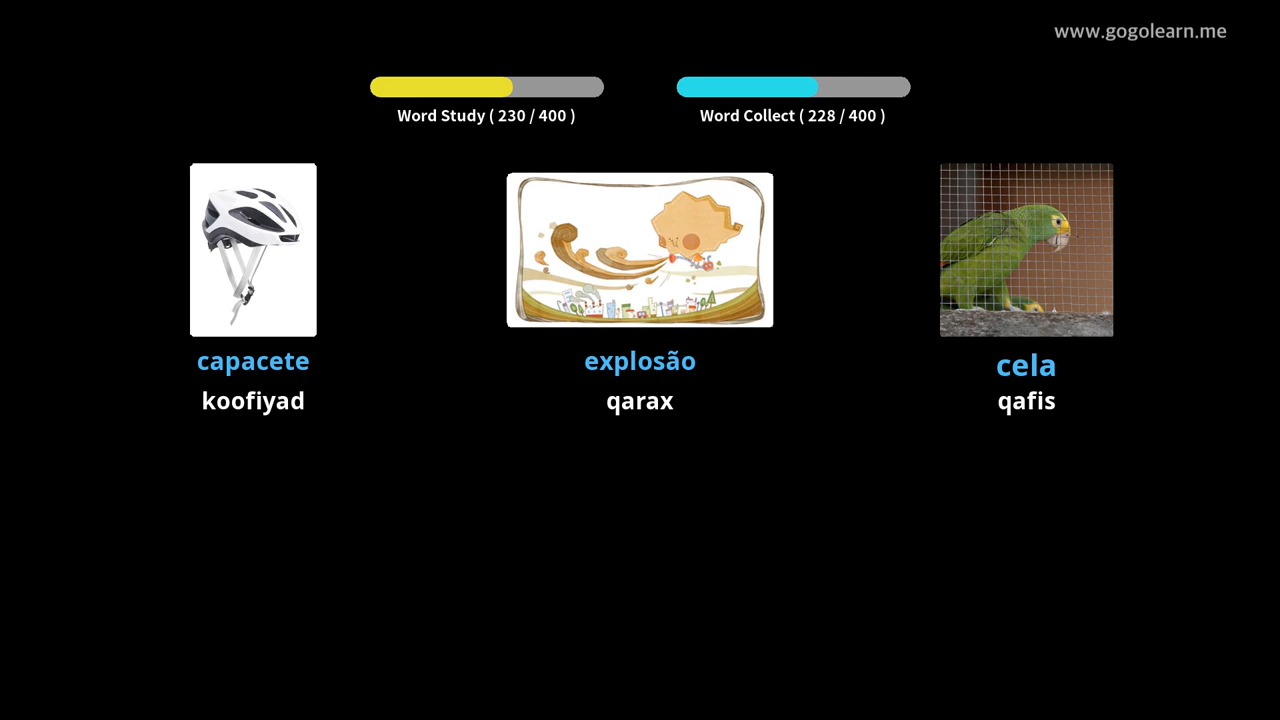 www.gogolearn.me
Word Study ( 230 / 400 )
Word Collect ( 228 / 400 )
capacete
explosão
cela
koofiyad
qarax
qafis